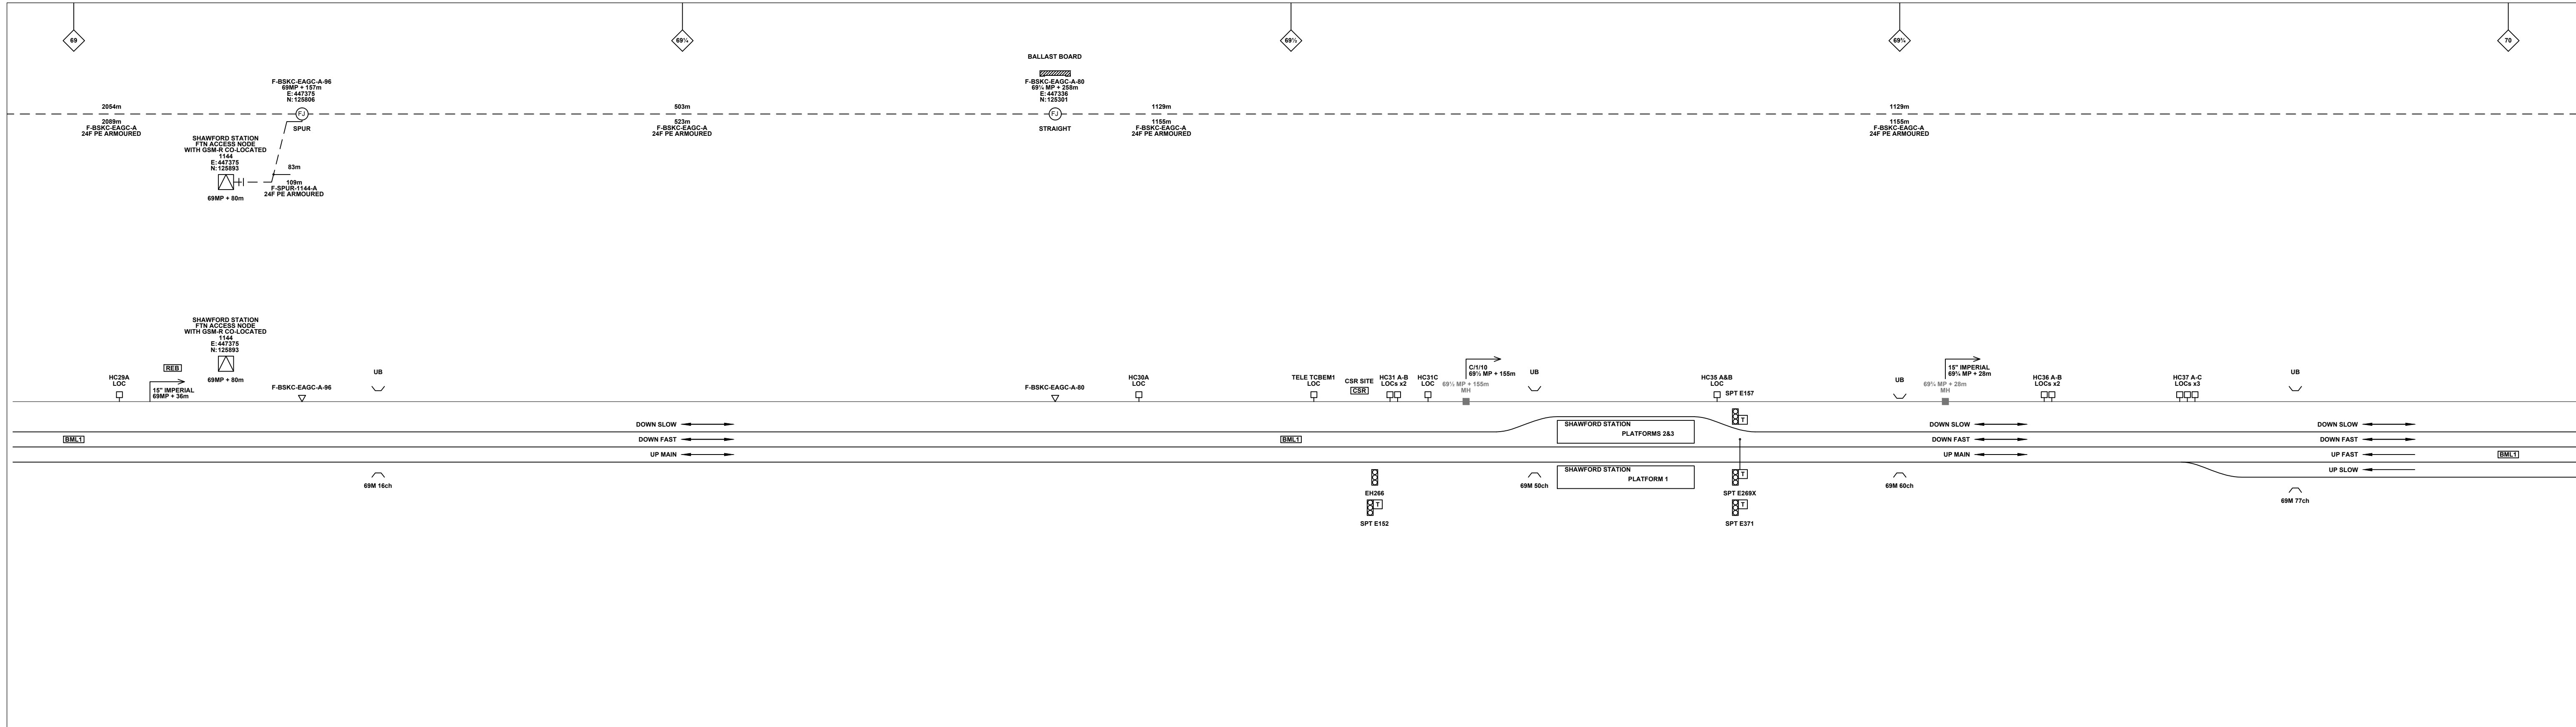 69
69¼
69½
69¾
70
BALLAST BOARD
F-BSKC-EAGC-A-96
69MP + 157m
E: 447375
N: 125806
F-BSKC-EAGC-A-80
69¼ MP + 258m
E: 447336
N: 125301
2054m
503m
1129m
1129m
FJ
FJ
2089m
F-BSKC-EAGC-A
24F PE ARMOURED
SPUR
523m
F-BSKC-EAGC-A
24F PE ARMOURED
STRAIGHT
1155m
F-BSKC-EAGC-A
24F PE ARMOURED
1155m
F-BSKC-EAGC-A
24F PE ARMOURED
SHAWFORD STATION
FTN ACCESS NODE
WITH GSM-R CO-LOCATED
1144
E: 447375
N: 125893
83m
109m
F-SPUR-1144-A
24F PE ARMOURED
69MP + 80m
SHAWFORD STATION
FTN ACCESS NODE
WITH GSM-R CO-LOCATED
1144
E: 447375
N: 125893
69MP + 80m
HC29A
LOC
REB
15" IMPERIAL
69MP + 36m
F-BSKC-EAGC-A-96
UB
F-BSKC-EAGC-A-80
HC30A
LOC
TELE TCBEM1
LOC
CSR SITE
CSR
HC31 A-B
LOCs x2
HC31C
LOC
C/1/10
69½ MP + 155m
69½ MP + 155m
MH
UB
HC35 A&B
LOC
SPT E157
T
UB
15" IMPERIAL
69¾ MP + 28m
69¾ MP + 28m
MH
HC36 A-B
LOCs x2
HC37 A-C
LOCs x3
UB
DOWN SLOW
DOWN FAST
UP MAIN
BML1
BML1
SHAWFORD STATION
PLATFORMS 2&3
DOWN SLOW
DOWN FAST
UP MAIN
DOWN SLOW
DOWN FAST
UP FAST
UP SLOW
BML1
69M 16ch
EH266
T
SPT E152
69M 50ch
SHAWFORD STATION
PLATFORM 1
T
SPT E269X
T
SPT E371
69M 60ch
69M 77ch